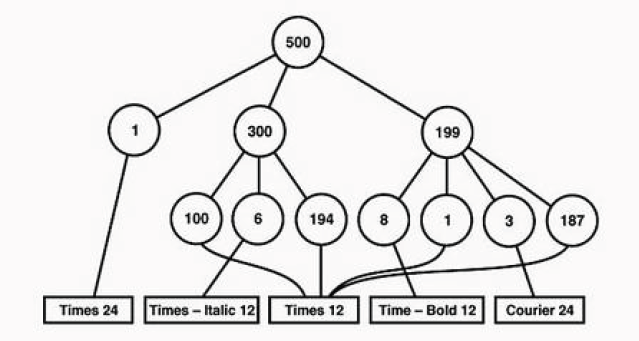 500
1
300
199
100
6
194
8
1
3
187
Times 24
Times – Italic 12
Times 12
Time – Bold 12
Courier 24